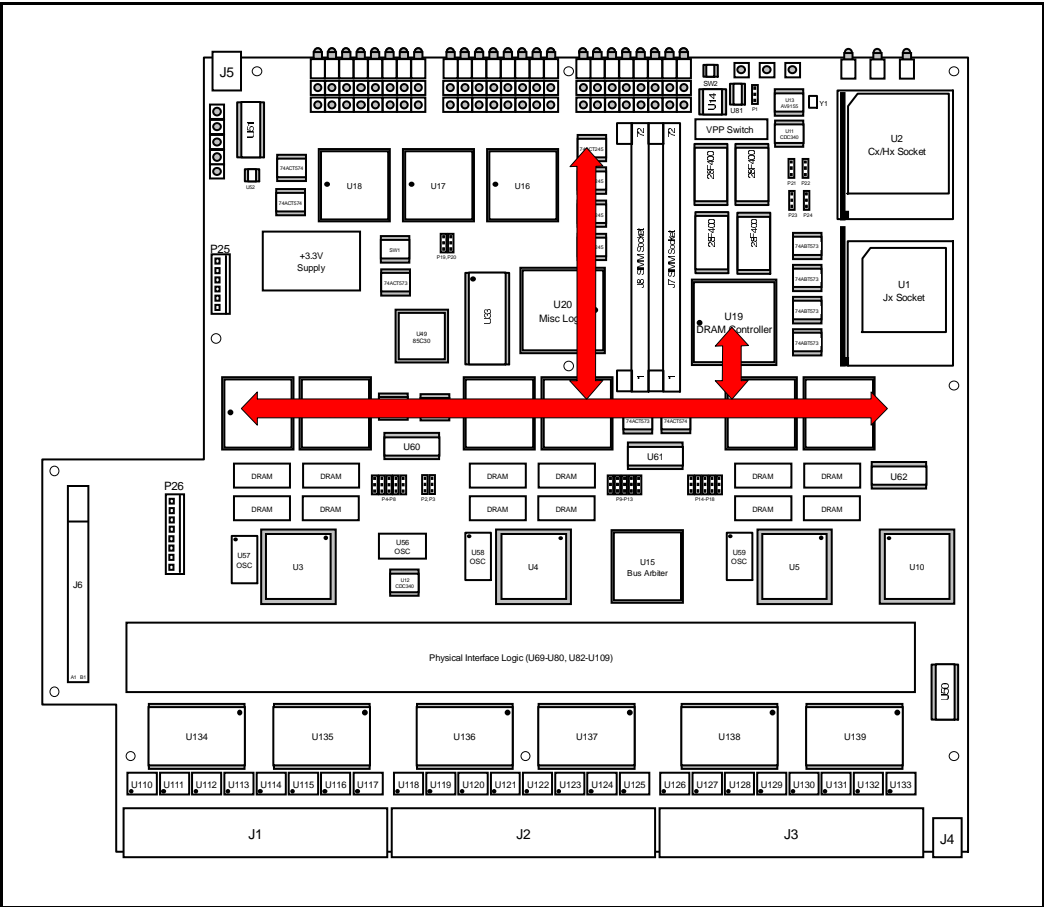 J5
SW2
U14
U81
P1
U13
AV9155
Y1
U51
VPP Switch
U11
CDC340
U2
Cx/Hx Socket
72
72
74ACT245
74ACT574
U52
74ACT574
U18
U17
U16
28F400
28F400
P21
P22
P23
P24
45
45
45
28F400
28F400
J8 SIMM Socket
J7 SIMM Socket
74ABT573
74ABT573
74ABT573
74ABT573
P25
+3.3V
Supply
SW1
P19,P20
74ACT573
U1
Jx Socket
U33
U20
Misc Log
U19
DRAM Controller
U49
85C30
1
1
74ACT573
74ACT574
U60
U61
U62
P26
DRAM
DRAM
DRAM
DRAM
DRAM
DRAM
P4-P8
P2,P3
P9-P13
P14-P18
DRAM
DRAM
DRAM
DRAM
DRAM
DRAM
J6
U57
OSC
U3
U56
OSC
U12
CDC340
U58
OSC
U4
U15
Bus Arbiter
U59
OSC
U5
U10
A1 B1
Physical Interface Logic (U69-U80, U82-U109)
U50
U134
U135
U136
U137
U138
U139
U110 U111 U112 U113 U114 U115 U116 U117 U118 U119 U120 U121 U122 U123 U124 U125 U126 U127 U128 U129 U130 U131 U132 U133
J1
J2
J3
J4